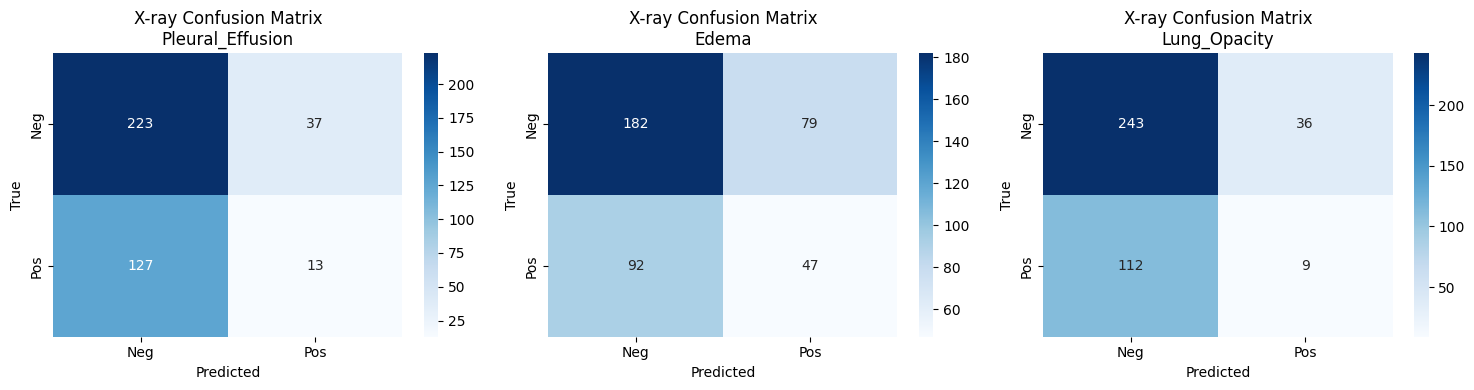 X-ray Confusion Matrix
Pleural_Effusion
Neg
Pos
True
223
37
127
13
Neg
Pos
Predicted
200
175
150
125
100
75
50
25
X-ray Confusion Matrix
Edema
Neg
Pos
True
182
79
92
47
Neg
Pos
Predicted
180
160
140
120
100
80
60
X-ray Confusion Matrix
Lung_Opacity
Neg
Pos
True
243
36
112
9
Neg
Pos
Predicted
200
150
100
50